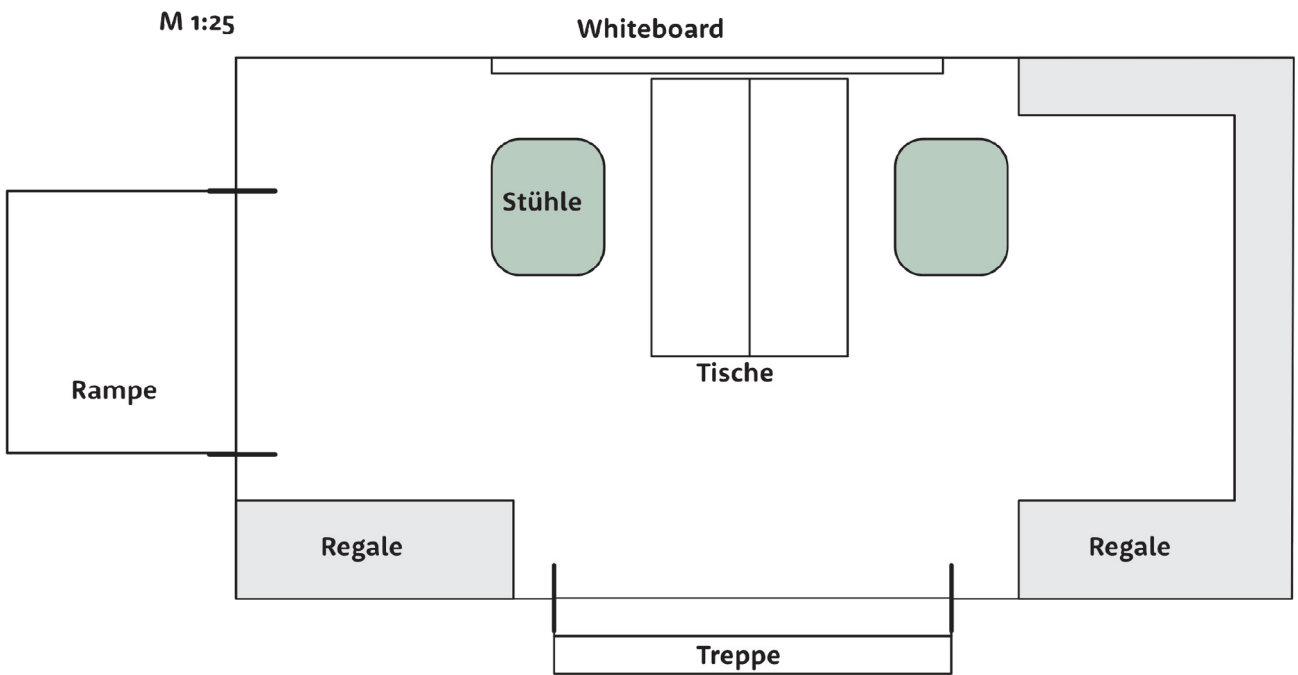 M 1:25
Whiteboard
Stühle
Tische
Rampe
Regale
Regale
Treppe